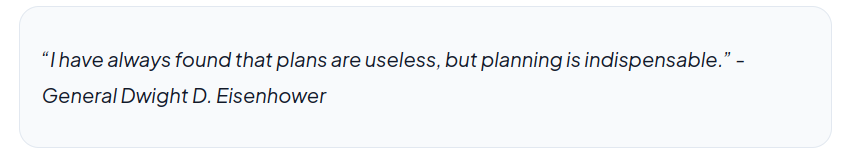 “I have always found that plans are useless, but planning is indispensable.” -
General Dwight D. Eisenhower